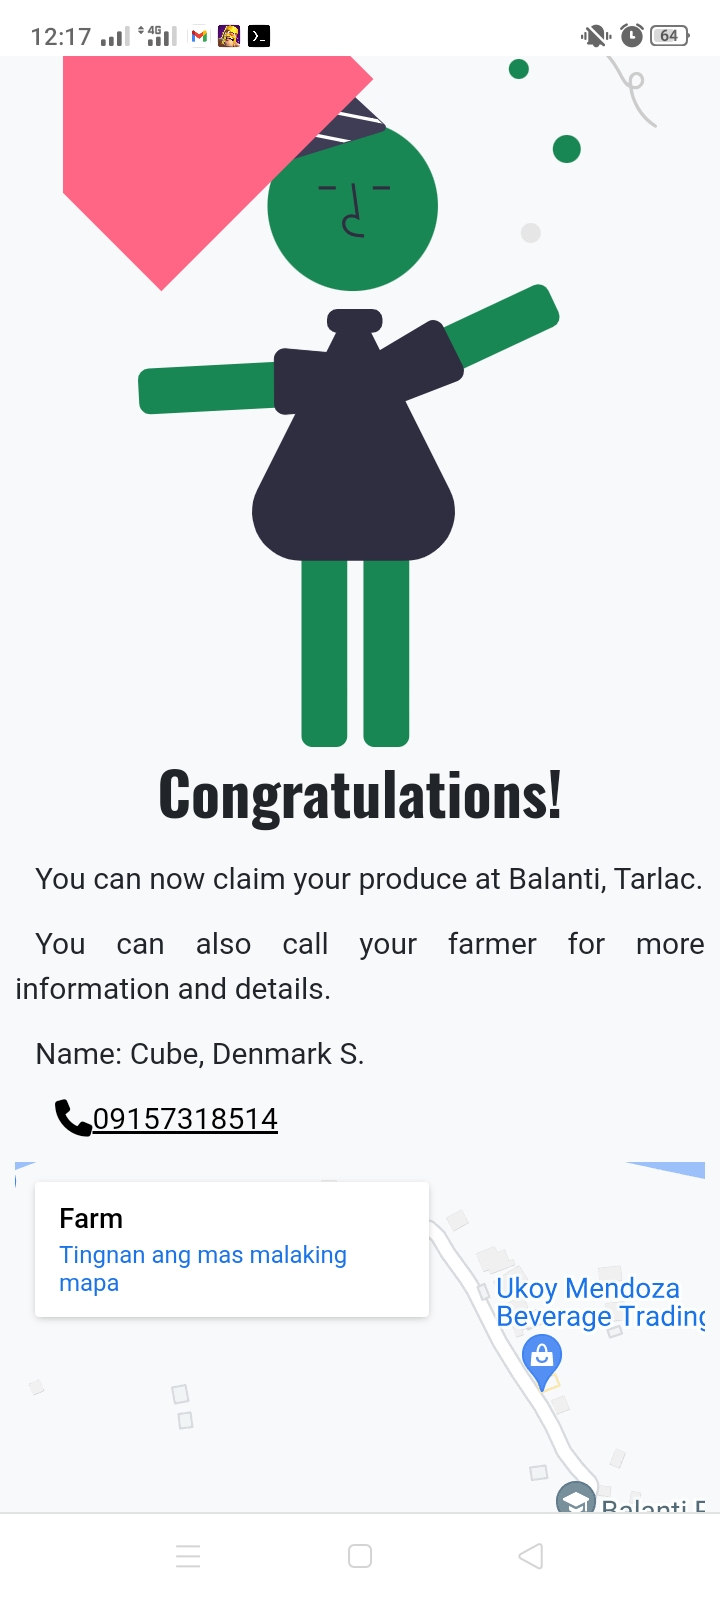 12:17
4G
64
Congratulations!
You can now claim your produce at Balanti, Tarlac.
You can also call your farmer for more
information and details.
Name: Cube, Denmark S.
09157318514
Farm
Tingnan ang mas malaking
mapa
Ukoy Mendoza
Beverage Trading
Balanti